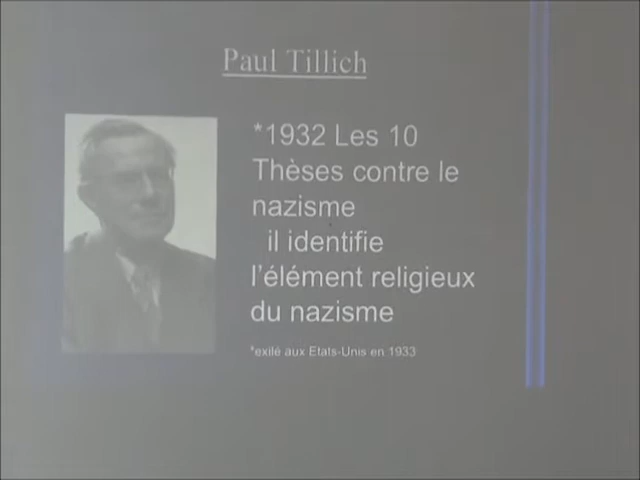 Paul Tillich
*1932 Les 10
Thèses contre le
nazisme
il identifie
l'élément religieux
du nazisme
*exilé aux Etats-Unis en 1933